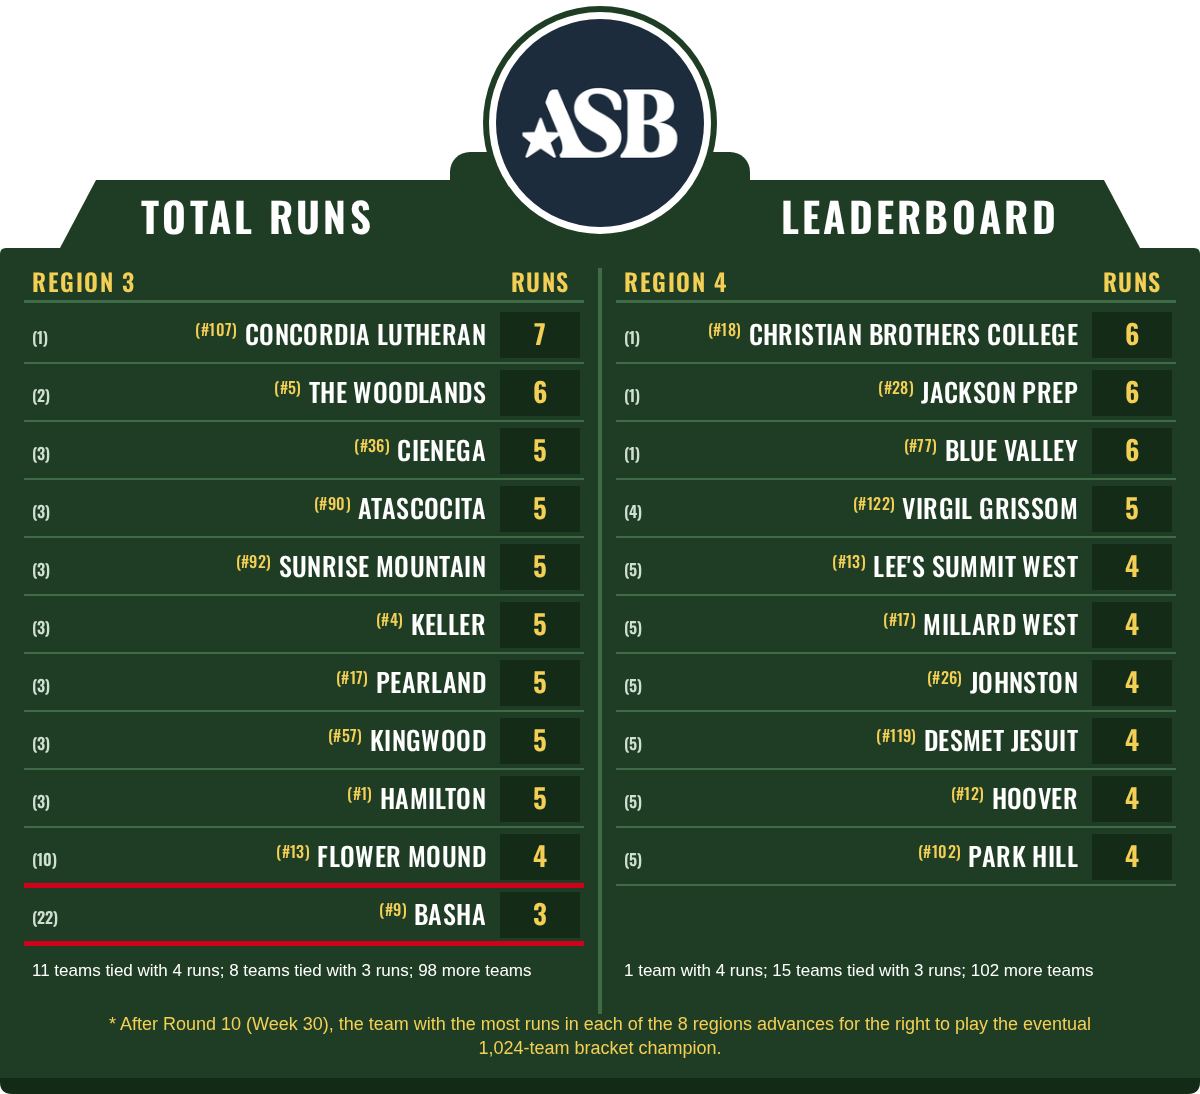 ASB
TOTAL RUNS
LEADERBOARD
REGION 3 RUNS
(1) (#107) CONCORDIA LUTHERAN 7
(2) (#5) THE WOODLANDS 6
(3) (#36) CIENEGA 5
(3) (#90) ATASCOCITA 5
(3) (#92) SUNRISE MOUNTAIN 5
(3) (#4) KELLER 5
(3) (#17) PEARLAND 5
(3) (#57) KINGWOOD 5
(3) (#1) HAMILTON 5
(10) (#13) FLOWER MOUND 4
(22) (#9) BASHA 3
11 teams tied with 4 runs; 8 teams tied with 3 runs; 98 more teams
REGION 4 RUNS
(1) (#18) CHRISTIAN BROTHERS COLLEGE 6
(1) (#28) JACKSON PREP 6
(1) (#77) BLUE VALLEY 6
(4) (#122) VIRGIL GRISSOM 5
(5) (#13) LEE'S SUMMIT WEST 4
(5) (#17) MILLARD WEST 4
(5) (#26) JOHNSTON 4
(5) (#119) DESMET JESUIT 4
(5) (#12) HOOVER 4
(5) (#102) PARK HILL 4
1 team with 4 runs; 15 teams tied with 3 runs; 102 more teams
* After Round 10 (Week 30), the team with the most runs in each of the 8 regions advances for the right to play the eventual
1,024-team bracket champion.